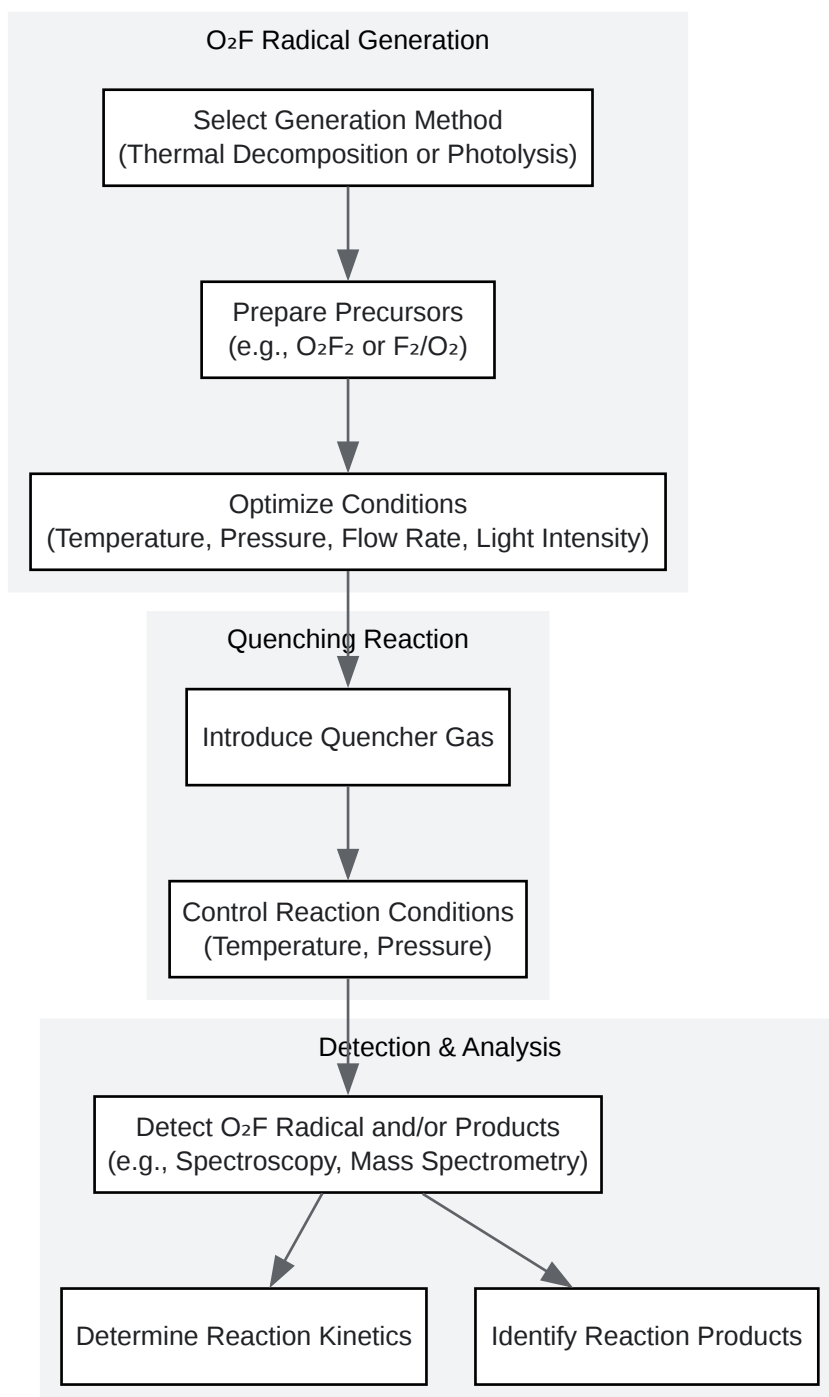 O₂F Radical Generation
Select Generation Method
(Thermal Decomposition or Photolysis)
Prepare Precursors
(e.g., O₂F₂ or F₂/O₂)
Optimize Conditions
(Temperature, Pressure, Flow Rate, Light Intensity)
Quenching Reaction
Introduce Quencher Gas
Control Reaction Conditions
(Temperature, Pressure)
Detection & Analysis
Detect O₂F Radical and/or Products
(e.g., Spectroscopy, Mass Spectrometry)
Determine Reaction Kinetics
Identify Reaction Products